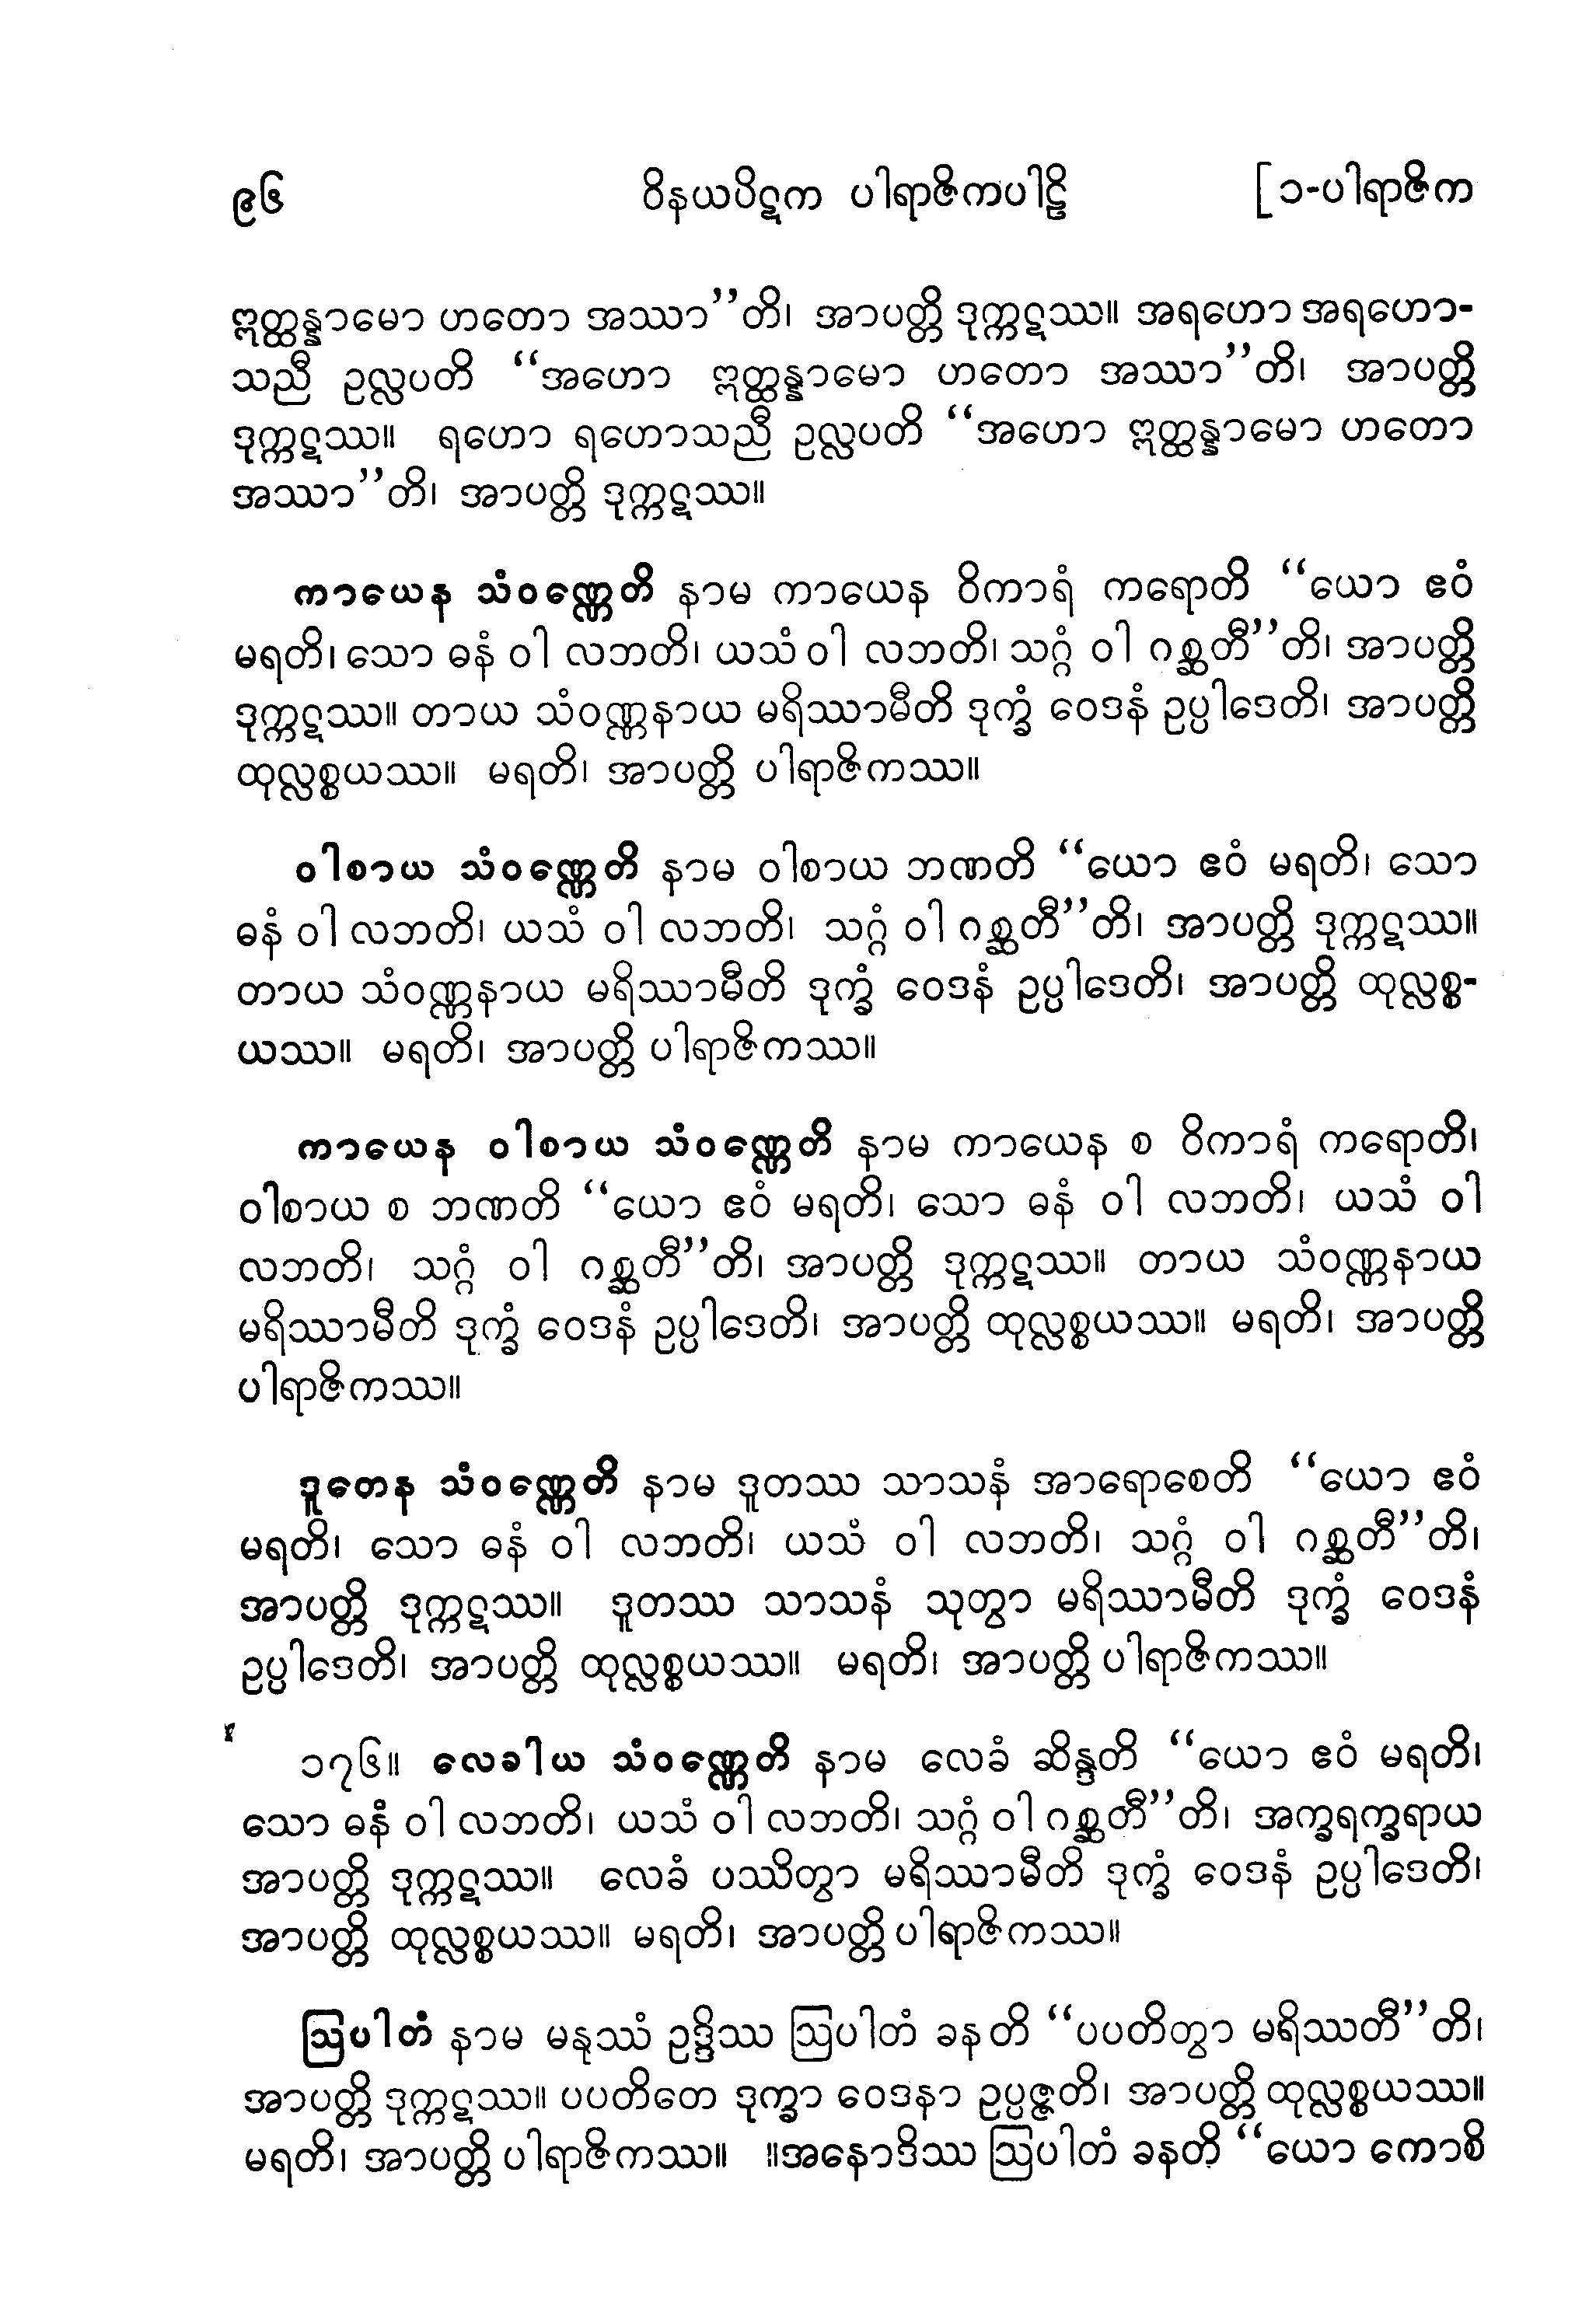 ၉၆ ဝိနယပိဋက ပါရာဇိကပါဠိ [၁-ပါရာဇိက
ဣတ္ထန္နာမော ဟတော အဿာ’’တိ၊ အာပတ္တိ ဒုက္ကဋဿ။ အရဟော အရဟော-
သညီ ဥလ္လပတိ ‘‘အဟော ဣတ္ထန္နာမော ဟတော အဿာ’’တိ၊ အာပတ္တိ
ဒုက္ကဋဿ။ ရဟော ရဟောသညီ ဥလ္လပတိ ‘‘အဟော ဣတ္ထန္နာမော ဟတော
အဿာ’’တိ၊ အာပတ္တိ ဒုက္ကဋဿ။
ကာယေန သံဝဏ္ဏေတိ နာမ ကာယေန ဝိကာရံ ကရောတိ ‘‘ယော ဧဝံ
မရတိ၊ သော ဓနံ ဝါ လဘတိ၊ ယသံ ဝါ လဘတိ၊ သဂ္ဂံ ဝါ ဂစ္ဆတီ’’တိ၊ အာပတ္တိ
ဒုက္ကဋဿ။ တာယ သံဝဏ္ဏနာယ မရိဿာမီတိ ဒုက္ခံ ဝေဒနံ ဥပ္ပါဒေတိ၊ အာပတ္တိ
ထုလ္လစ္စယဿ။ မရတိ၊ အာပတ္တိ ပါရာဇိကဿ။
ဝါစာယ သံဝဏ္ဏေတိ နာမ ဝါစာယ ဘဏတိ ‘‘ယော ဧဝံ မရတိ၊ သော
ဓနံ ဝါ လဘတိ၊ ယသံ ဝါ လဘတိ၊ သဂ္ဂံ ဝါ ဂစ္ဆတီ’’တိ၊ အာပတ္တိ ဒုက္ကဋဿ။
တာယ သံဝဏ္ဏနာယ မရိဿာမီတိ ဒုက္ခံ ဝေဒနံ ဥပ္ပါဒေတိ၊ အာပတ္တိ ထုလ္လစ္စ-
ယဿ။ မရတိ၊ အာပတ္တိ ပါရာဇိကဿ။
ကာယေန ဝါစာယ သံဝဏ္ဏေတိ နာမ ကာယေန စ ဝိကာရံ ကရောတိ၊
ဝါစာယ စ ဘဏတိ ‘‘ယော ဧဝံ မရတိ၊ သော ဓနံ ဝါ လဘတိ၊ ယသံ ဝါ
လဘတိ၊ သဂ္ဂံ ဝါ ဂစ္ဆတီ’’တိ၊ အာပတ္တိ ဒုက္ကဋဿ။ တာယ သံဝဏ္ဏနာယ
မရိဿာမီတိ ဒုက္ခံ ဝေဒနံ ဥပ္ပါဒေတိ၊ အာပတ္တိ ထုလ္လစ္စယဿ။ မရတိ၊ အာပတ္တိ
ပါရာဇိကဿ။
ဒူတေန သံဝဏ္ဏေတိ နာမ ဒူတဿ သာသနံ အာရောစေတိ ‘‘ယော ဧဝံ
မရတိ၊ သော ဓနံ ဝါ လဘတိ၊ ယသံ ဝါ လဘတိ၊ သဂ္ဂံ ဝါ ဂစ္ဆတီ’’တိ၊
အာပတ္တိ ဒုက္ကဋဿ။ ဒူတဿ သာသနံ သုတွာ မရိဿာမီတိ ဒုက္ခံ ဝေဒနံ
ဥပ္ပါဒေတိ၊ အာပတ္တိ ထုလ္လစ္စယဿ။ မရတိ၊ အာပတ္တိ ပါရာဇိကဿ။
၁၇၆။ လေခါယ သံဝဏ္ဏေတိ နာမ လေခံ ဆိန္ဒတိ ‘‘ယော ဧဝံ မရတိ၊
သော ဓနံ ဝါ လဘတိ၊ ယသံ ဝါ လဘတိ၊ သဂ္ဂံ ဝါ ဂစ္ဆတီ’’တိ၊ အက္ခရက္ခရာယ
အာပတ္တိ ဒုက္ကဋဿ။ လေခံ ပဿိတွာ မရိဿာမီတိ ဒုက္ခံ ဝေဒနံ ဥပ္ပါဒေတိ၊
အာပတ္တိ ထုလ္လစ္စယဿ။ မရတိ၊ အာပတ္တိ ပါရာဇိကဿ။
ဩပါတံ နာမ မနုဿံ ဥဒ္ဒိဿ ဩပါတံ ခနတိ ‘‘ပပတိတွာ မရိဿတီ’’တိ၊
အာပတ္တိ ဒုက္ကဋဿ။ ပပတိတေ ဒုက္ခာ ဝေဒနာ ဥပ္ပဇ္ဇတိ၊ အာပတ္တိ ထုလ္လစ္စယဿ။
မရတိ၊ အာပတ္တိ ပါရာဇိကဿ။ ။အနောဒိဿ ဩပါတံ ခနတိ ‘‘ယော ကောစိ